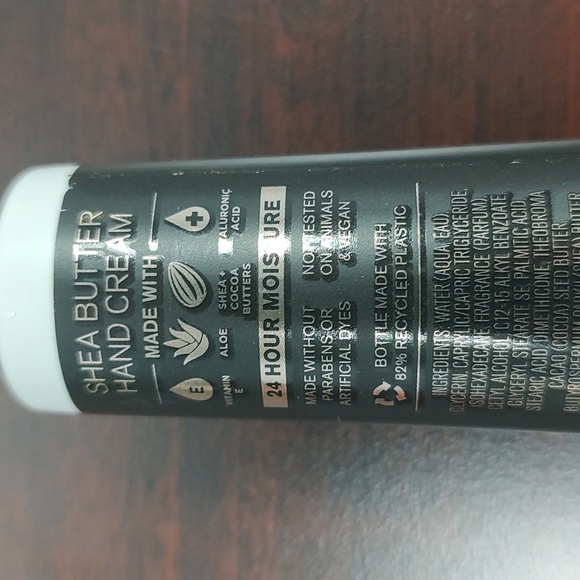 SHEA BUTTER
HAND CREAM
MADE WITH
E
VITAMIN
E
ALOE
SHEA +
COCOA
BUTTERS
ALURONIC
ACID
24 HOUR MOISTURE
MADE WITHOUT
PARABENS OR
ARTIFICIAL DYES
NOT TESTED
ON ANIMALS
& VEGAN
BOTTLE MADE WITH
82% RECYCLED PLASTIC
INGREDIENTS: WATER (AQUA, EAU),
GLYCERIN, CAPRYLIC/CAPRIC TRIGLYCERIDE,
ISOHEXADECANE, FRAGRANCE (PARFUM),
CETYL ALCOHOL, C12-15 ALKYL BENZOATE,
GLYCERYL STEARATE SE, PALMITIC ACID,
STEARIC ACID, DIMETHICONE, THEOBROMA
CACAO (COCOA) SEED BUTTER,